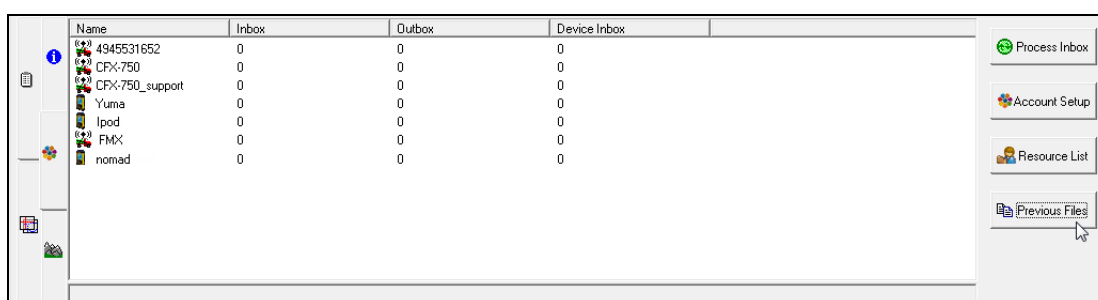 Name Inbox Outbox Device Inbox
4945531652 0 0 0
CFX-750 0 0 0
CFX-750_support 0 0 0
Yuma 0 0 0
Ipod 0 0 0
FMX 0 0 0
nomad 0 0 0
Process Inbox
Account Setup
Resource List
Previous Files